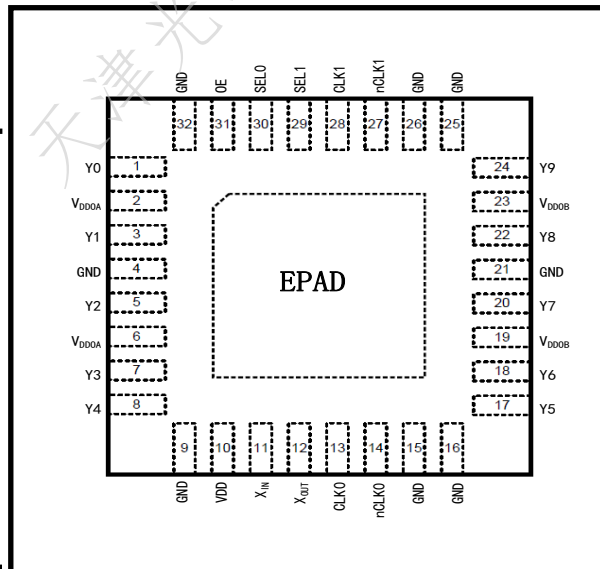 天津光
GND OE SEL0 SEL1 CLK1 nCLK1 GND GND
32 31 30 29 28 27 26 25
Y0 1 24 Y9
VDDOA 2 23 VDDOB
Y1 3 22 Y8
GND 4 21 GND
EPAD
Y2 5 20 Y7
VDDOA 6 19 VDDOB
Y3 7 18 Y6
Y4 8 17 Y5
9 10 11 12 13 14 15 16
GND VDD XIN XOUT CLK0 nCLK0 GND GND